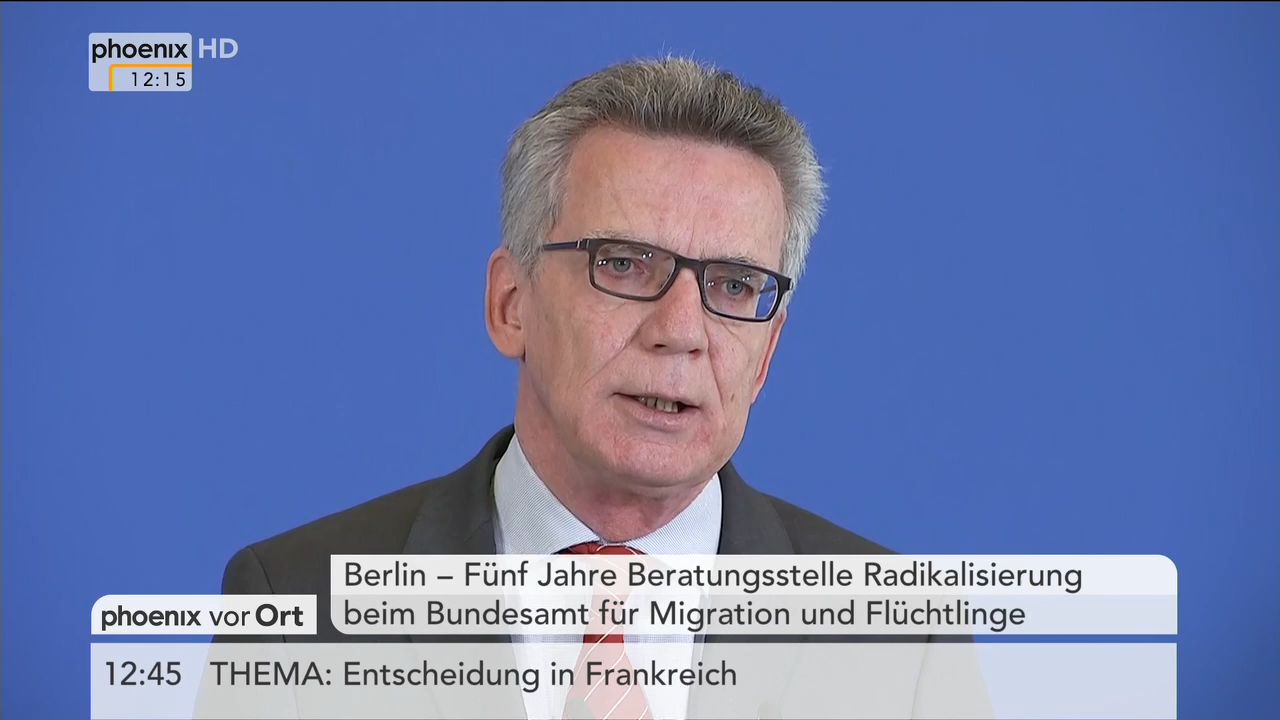 phoenix HD
12:15
Berlin – Fünf Jahre Beratungsstelle Radikalisierung
beim Bundesamt für Migration und Flüchtlinge
phoenix vor Ort
12:45 THEMA: Entscheidung in Frankreich